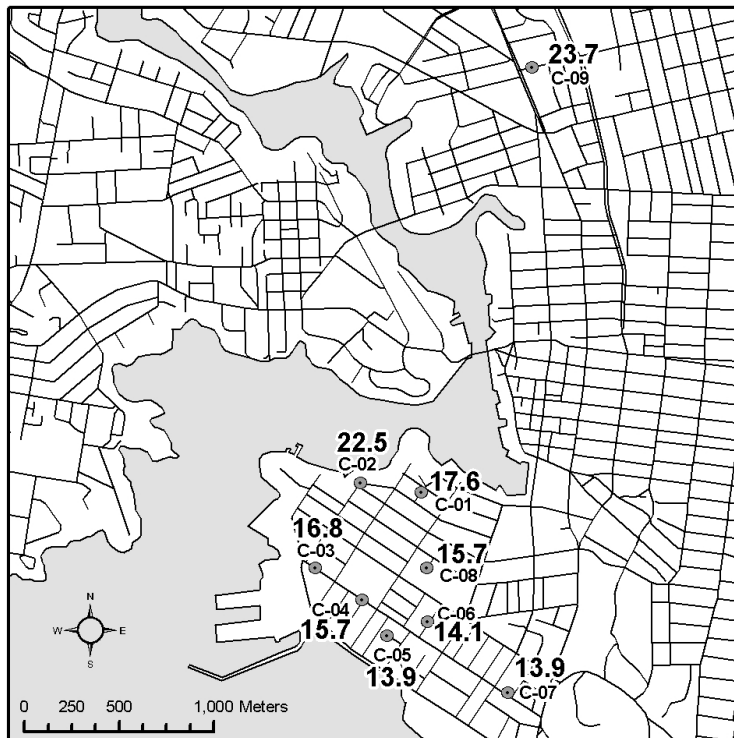 23.7
C-09
22.5
C-02
17.6
C-01
16.8
C-03
15.7
C-08
C-04
15.7
C-06
14.1
C-05
13.9
13.9
C-07
N
W E
S
0 250 500 1,000 Meters